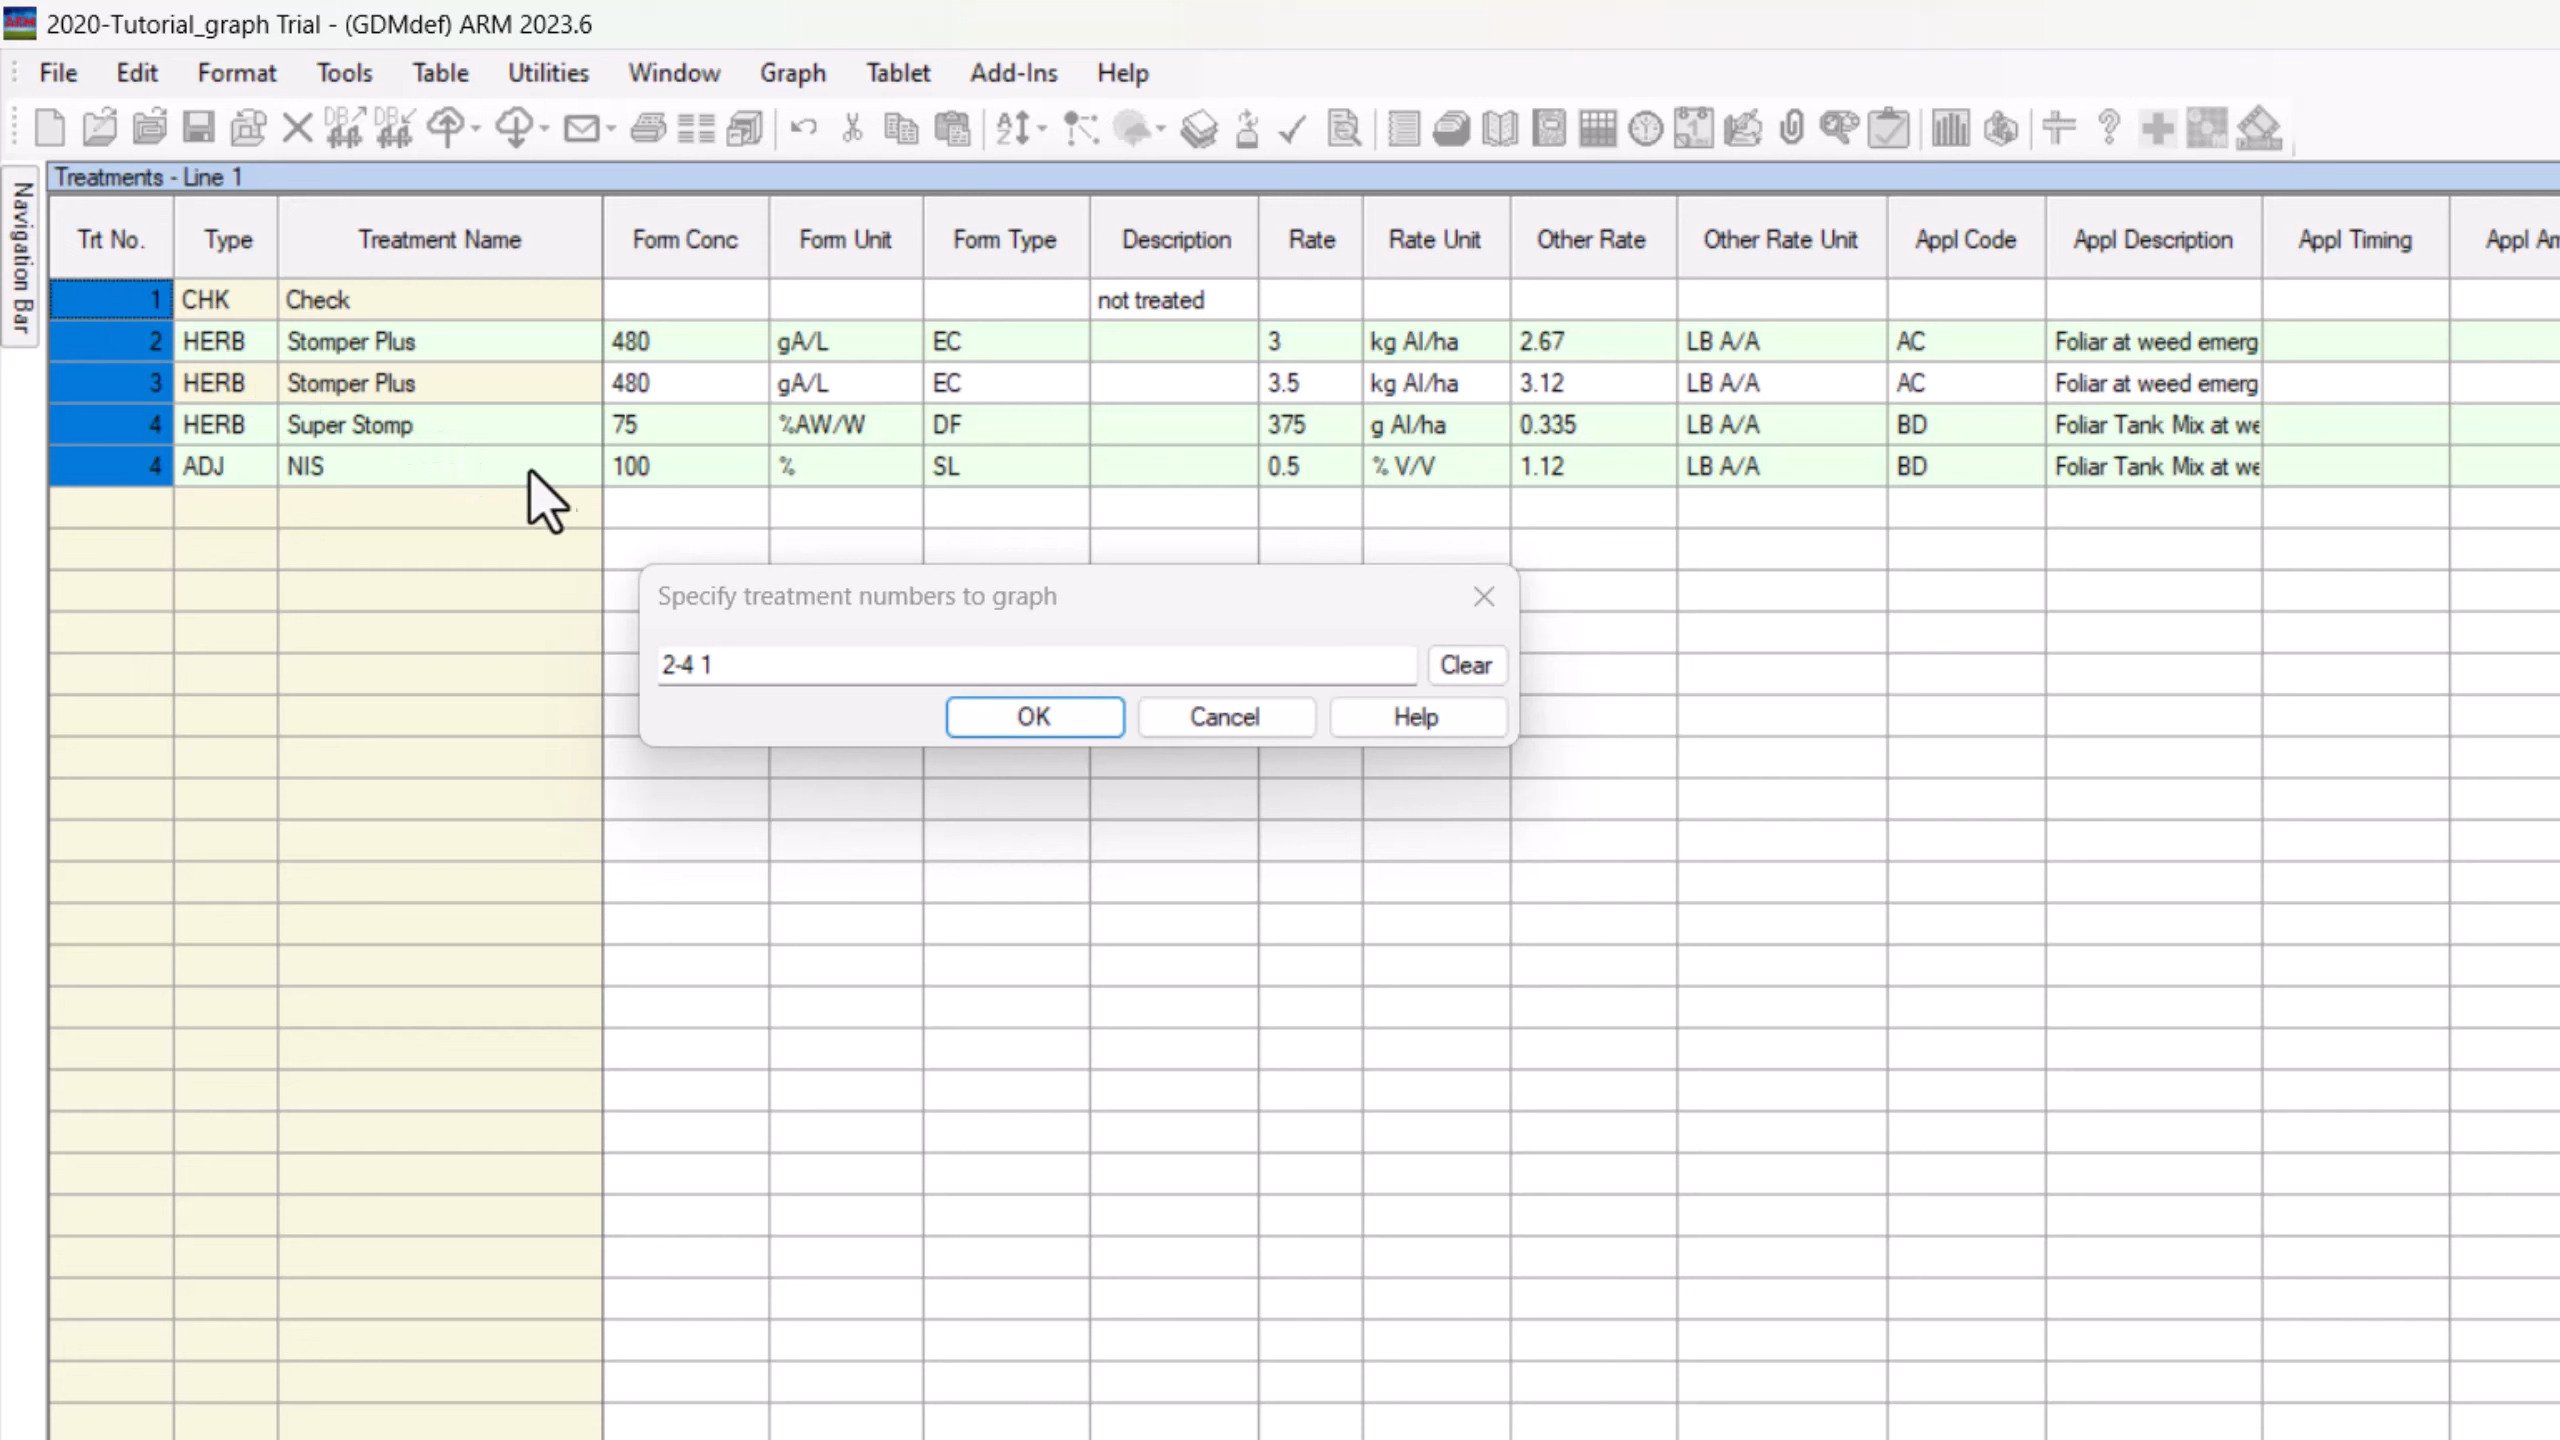 2020-Tutorial_graph Trial - (GDMdef) ARM 2023.6
File Edit Format Tools Table Utilities Window Graph Tablet Add-Ins Help
Treatments - Line 1
Navigation Bar
Trt No. Type Treatment Name Form Conc Form Unit Form Type Description Rate Rate Unit Other Rate Other Rate Unit Appl Code Appl Description Appl Timing Appl Am
1 CHK Check not treated
2 HERB Stomper Plus 480 gA/L EC 3 kg AI/ha 2.67 LB A/A AC Foliar at weed emerg
3 HERB Stomper Plus 480 gA/L EC 3.5 kg AI/ha 3.12 LB A/A AC Foliar at weed emerg
4 HERB Super Stomp 75 %AW/W DF 375 g AI/ha 0.335 LB A/A BD Foliar Tank Mix at we
4 ADJ NIS 100 % SL 0.5 % V/V 1.12 LB A/A BD Foliar Tank Mix at we
Specify treatment numbers to graph
2-4 1 Clear
OK Cancel Help